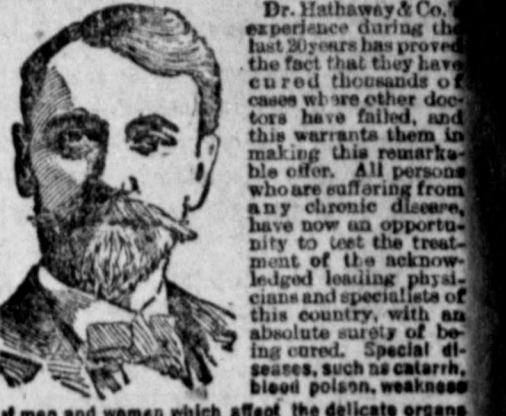 Dr. Hathaway & Co.'s
experience during the
last 20 years has proved
the fact that they have
cured thousands of
cases where other doc-
tors have failed, and
this warrants them in
making this remarka-
ble offer. All persons
who are suffering from
any chronic disease,
have now an opportu-
nity to test the treat-
ment of the acknow-
ledged leading physi-
cians and specialists of
this country, with an
absolute surety of be-
ing cured. Special di-
seases, such as catarrh,
blood poison, weakness
of men and women which affect the delicate organs